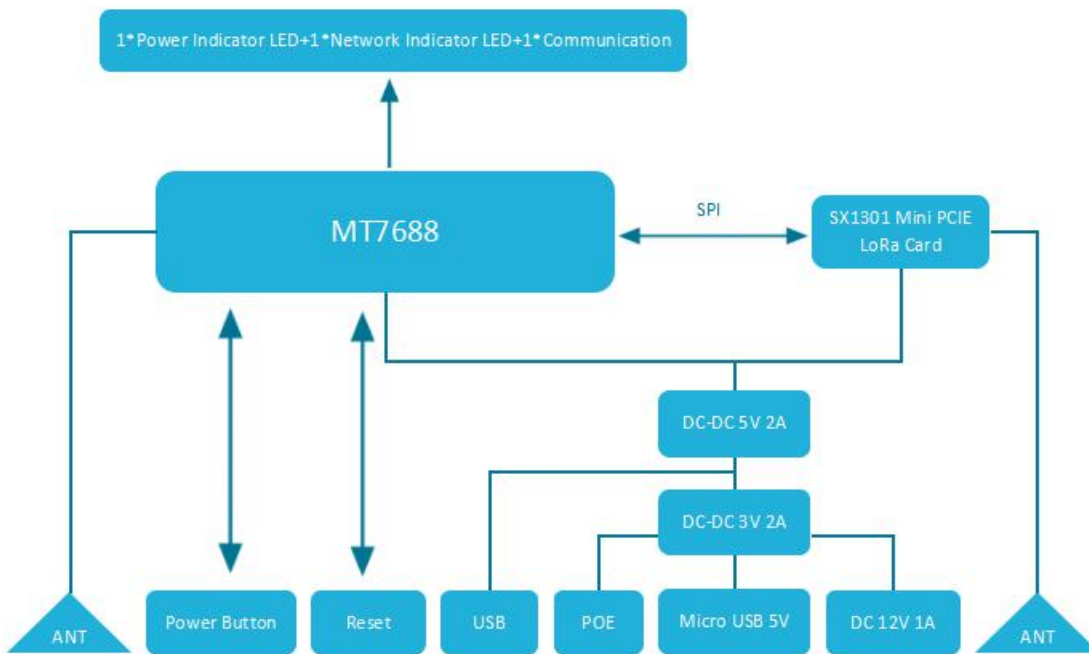 1*Power Indicator LED+1*Network Indicator LED+1*Communication
MT7688
SPI
SX1301 Mini PCIE
LoRa Card
DC-DC 5V 2A
DC-DC 3V 2A
ANT
Power Button
Reset
USB
POE
Micro USB 5V
DC 12V 1A
ANT